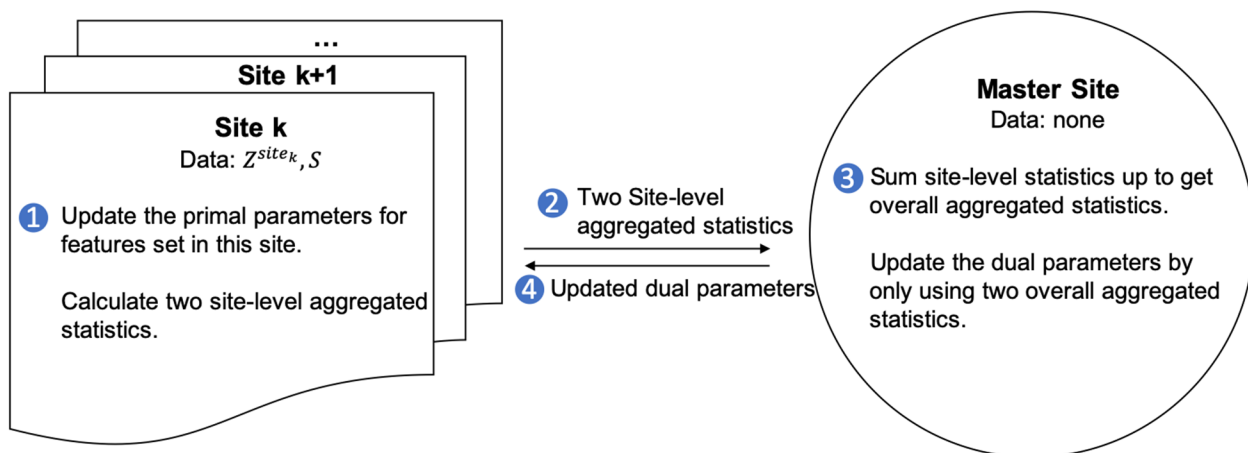 ...
Site k+1
Site k
Data: Z^{site_k}, S
1 Update the primal parameters for
features set in this site.
Calculate two site-level aggregated
statistics.
2 Two Site-level
aggregated statistics
4 Updated dual parameters
Master Site
Data: none
3 Sum site-level statistics up to get
overall aggregated statistics.
Update the dual parameters by
only using two overall aggregated
statistics.